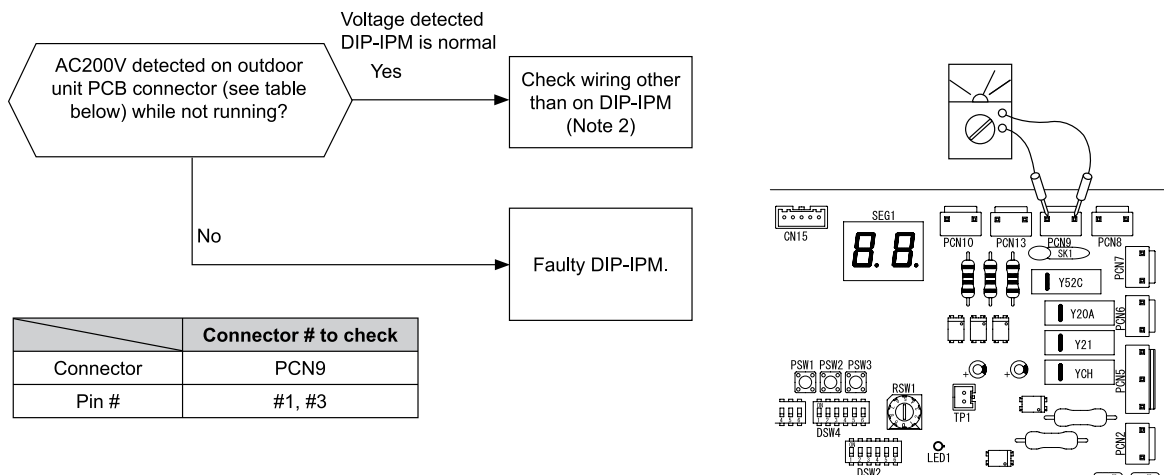 Voltage detected
DIP-IPM is normal
AC200V detected on outdoor
unit PCB connector (see table
below) while not running?
Yes
Check wiring other
than on DIP-IPM
(Note 2)
No
Faulty DIP-IPM.
Connector # to check
Connector PCN9
Pin # #1, #3
CN15
SEG1
8. 8.
PCN10
PCN13
PCN9
PCN8
SK1
PCN7
Y52C
PCN6
Y20A
Y21
PCN5
YCH
PSW1 PSW2 PSW3
RSW1
TP1
DSW4
PCN2
LED1
DSW2